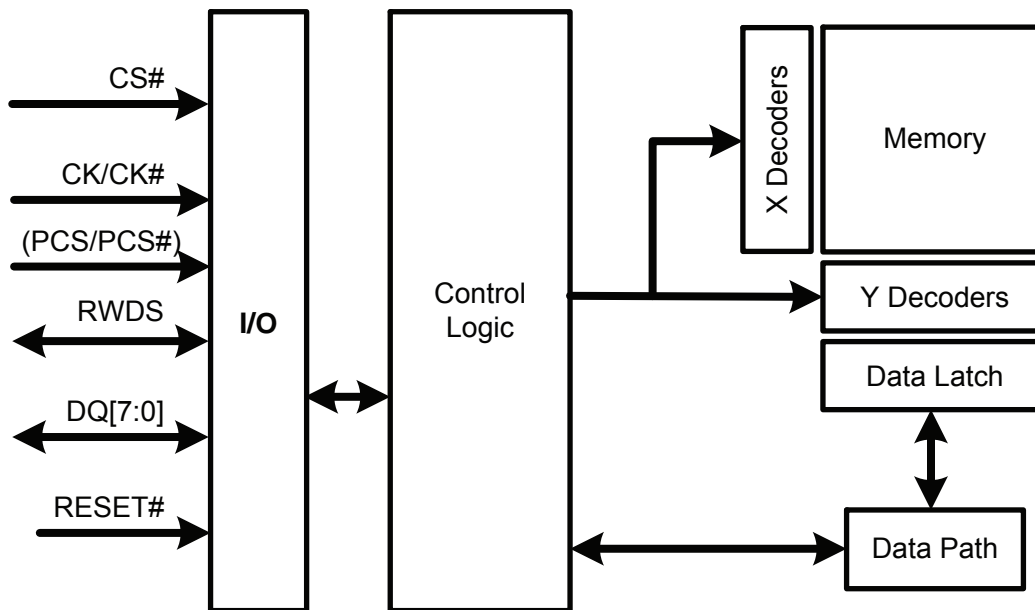 CS#
CK/CK#
(PCS/PCS#)
RWDS
DQ[7:0]
RESET#
I/O
Control
Logic
X Decoders
Memory
Y Decoders
Data Latch
Data Path